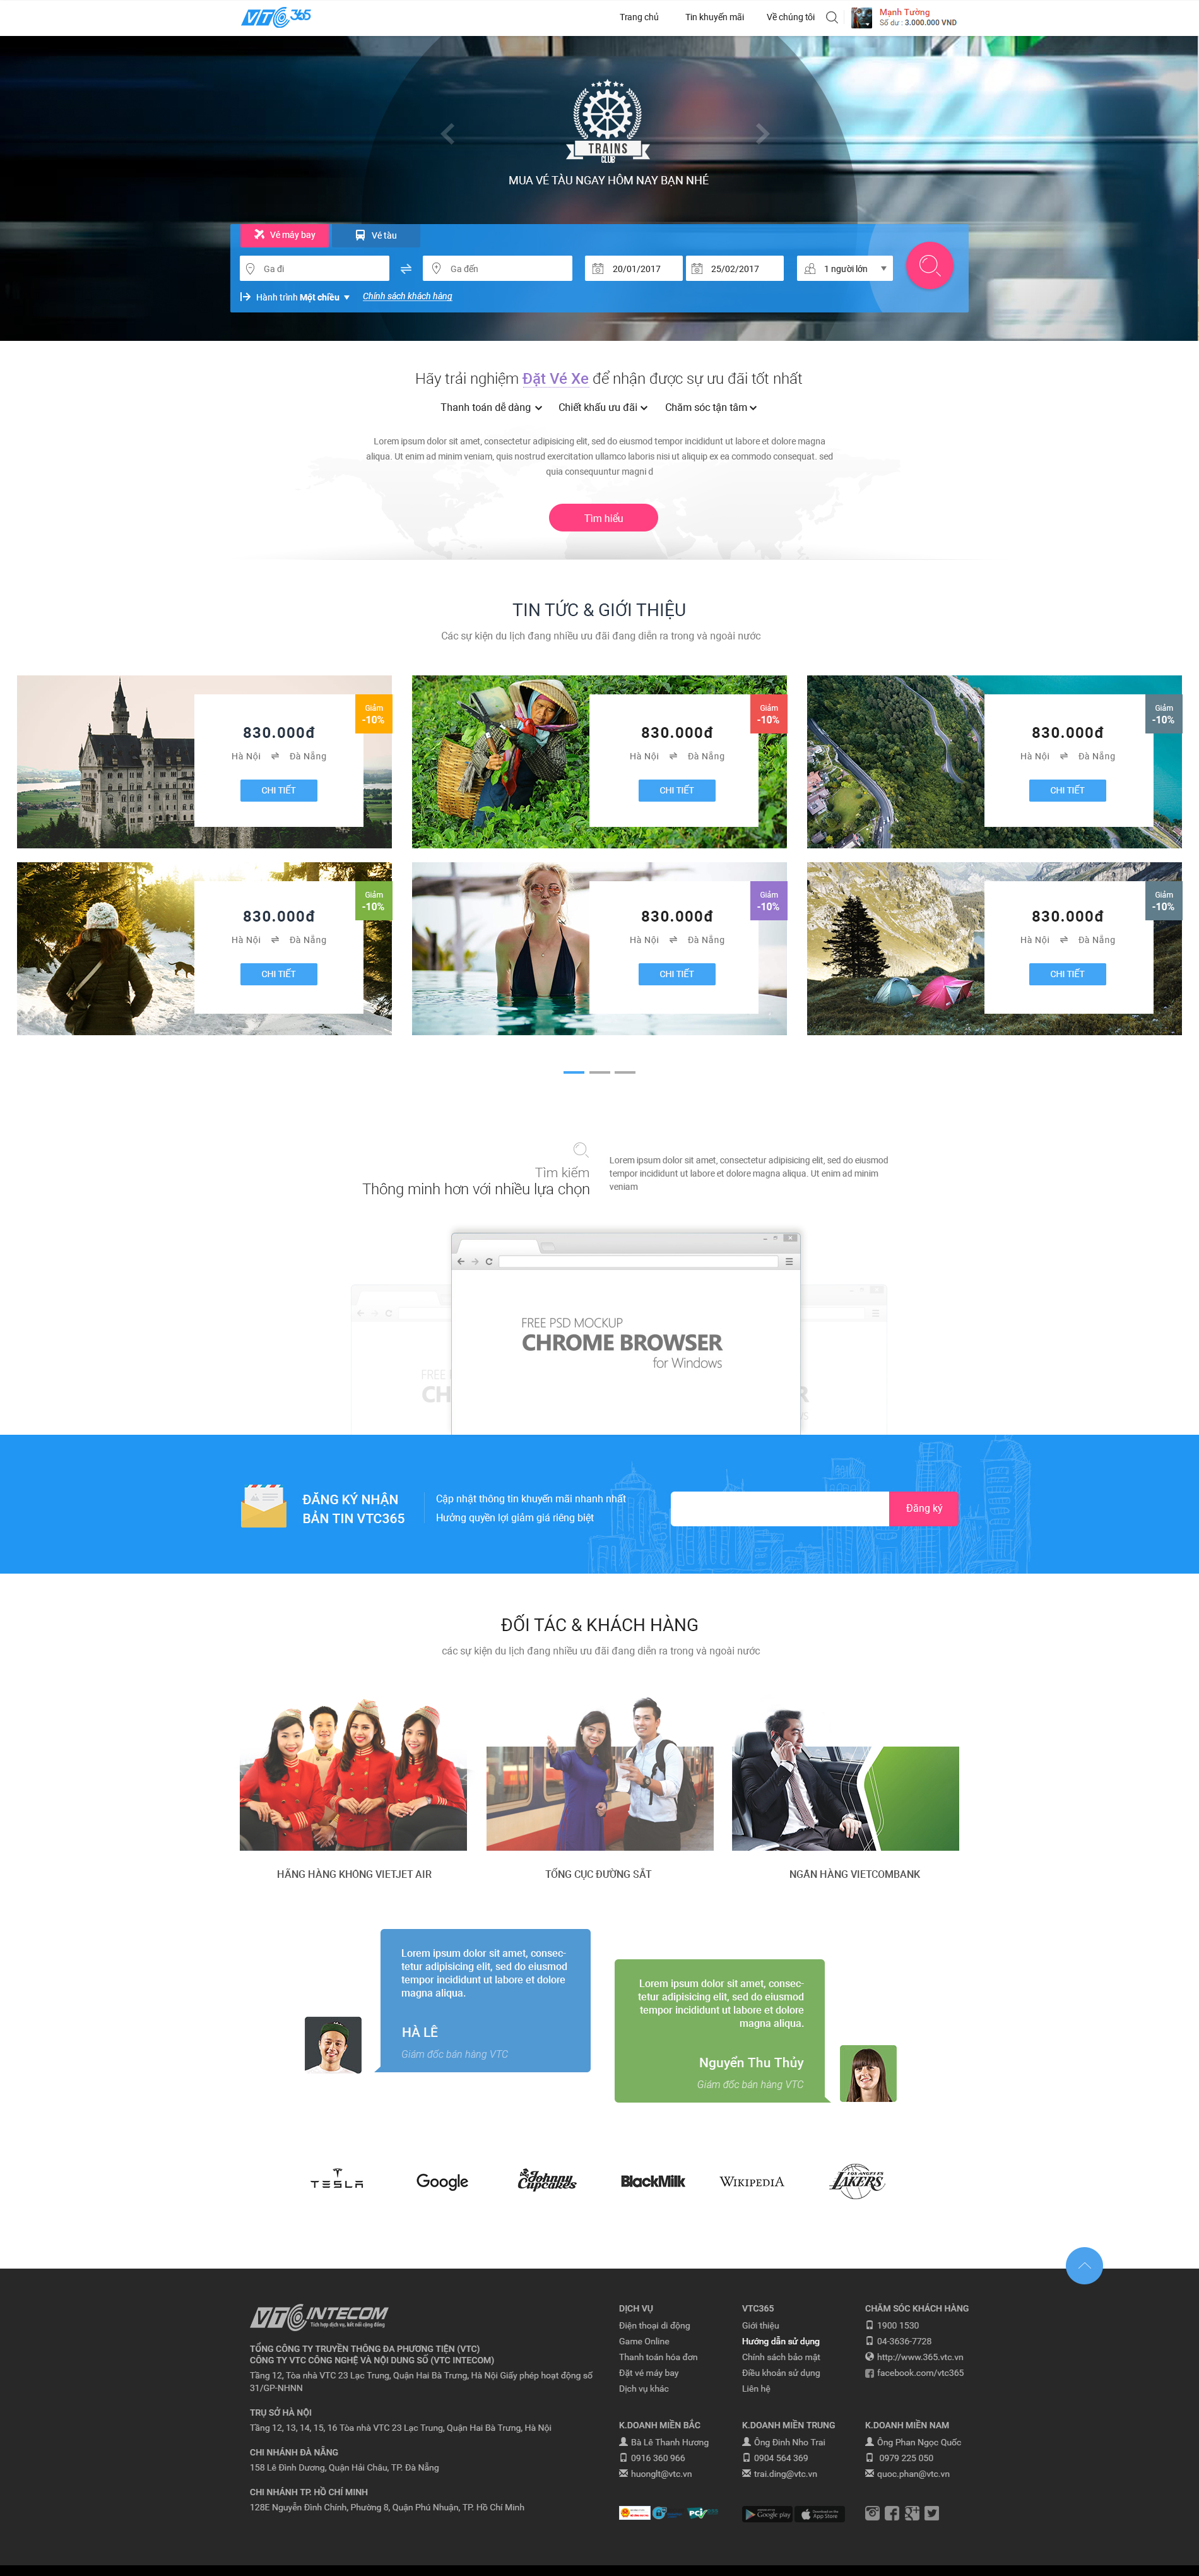 VTC 365
Trang chủ
Tin khuyến mãi
Về chúng tôi
Mạnh Tường
Số dư : 3.000.000 VND
TRAINS
CLUB
MUA VÉ TÀU NGAY HÔM NAY BẠN NHÉ
Vé máy bay
Vé tàu
Ga đi
Ga đến
20/01/2017
25/02/2017
1 người lớn
Hành trình Một chiều
Chính sách khách hàng
Hãy trải nghiệm Đặt Vé Xe để nhận được sự ưu đãi tốt nhất
Thanh toán dễ dàng
Chiết khấu ưu đãi
Chăm sóc tận tâm
Lorem ipsum dolor sit amet, consectetur adipisicing elit, sed do eiusmod tempor incididunt ut labore et dolore magna
aliqua. Ut enim ad minim veniam, quis nostrud exercitation ullamco laboris nisi ut aliquip ex ea commodo consequat. sed
quia consequuntur magni d
Tìm hiểu
TIN TỨC & GIỚI THIỆU
Các sự kiện du lịch đang nhiều ưu đãi đang diễn ra trong và ngoài nước
Giảm
-10%
830.000đ
Hà Nội ⇌ Đà Nẵng
CHI TIẾT
Giảm
-10%
830.000đ
Hà Nội ⇌ Đà Nẵng
CHI TIẾT
Giảm
-10%
830.000đ
Hà Nội ⇌ Đà Nẵng
CHI TIẾT
Giảm
-10%
830.000đ
Hà Nội ⇌ Đà Nẵng
CHI TIẾT
Giảm
-10%
830.000đ
Hà Nội ⇌ Đà Nẵng
CHI TIẾT
Giảm
-10%
830.000đ
Hà Nội ⇌ Đà Nẵng
CHI TIẾT
Tìm kiếm
Thông minh hơn với nhiều lựa chọn
Lorem ipsum dolor sit amet, consectetur adipisicing elit, sed do eiusmod
tempor incididunt ut labore et dolore magna aliqua. Ut enim ad minim
veniam
FREE PSD MOCKUP
CHROME BROWSER
for Windows
ĐĂNG KÝ NHẬN
BẢN TIN VTC365
Cập nhật thông tin khuyến mãi nhanh nhất
Hưởng quyền lợi giảm giá riêng biệt
Đăng ký
ĐỐI TÁC & KHÁCH HÀNG
các sự kiện du lịch đang nhiều ưu đãi đang diễn ra trong và ngoài nước
HÃNG HÀNG KHÔNG VIETJET AIR
TỔNG CỤC ĐƯỜNG SẮT
NGÂN HÀNG VIETCOMBANK
Lorem ipsum dolor sit amet, consec-
tetur adipisicing elit, sed do eiusmod
tempor incididunt ut labore et dolore
magna aliqua.
HÀ LÊ
Giám đốc bán hàng VTC
Lorem ipsum dolor sit amet, consec-
tetur adipisicing elit, sed do eiusmod
tempor incididunt ut labore et dolore
magna aliqua.
Nguyễn Thu Thủy
Giám đốc bán hàng VTC
TESLA
Google
Johnny Cupcakes
BlackMilk
WIKIPEDIA
LOS ANGELES
LAKERS
VTC INTECOM
Tích hợp dịch vụ, kết nối cộng đồng
TỔNG CÔNG TY TRUYỀN THÔNG ĐA PHƯƠNG TIỆN (VTC)
CÔNG TY VTC CÔNG NGHỆ VÀ NỘI DUNG SỐ (VTC INTECOM)
Tầng 12, Tòa nhà VTC 23 Lạc Trung, Quận Hai Bà Trưng, Hà Nội Giấy phép hoạt động số
31/GP-NHNN
TRỤ SỞ HÀ NỘI
Tầng 12, 13, 14, 15, 16 Tòa nhà VTC 23 Lạc Trung, Quận Hai Bà Trưng, Hà Nội
CHI NHÁNH ĐÀ NẴNG
158 Lê Đình Dương, Quận Hải Châu, TP. Đà Nẵng
CHI NHÁNH TP. HỒ CHÍ MINH
128E Nguyễn Đình Chính, Phường 8, Quận Phú Nhuận, TP. Hồ Chí Minh
DỊCH VỤ
Điện thoại di động
Game Online
Thanh toán hóa đơn
Đặt vé máy bay
Dịch vụ khác
VTC365
Giới thiệu
Hướng dẫn sử dụng
Chính sách bảo mật
Điều khoản sử dụng
Liên hệ
CHĂM SÓC KHÁCH HÀNG
1900 1530
04-3636-7728
http://www.365.vtc.vn
facebook.com/vtc365
K.DOANH MIỀN BẮC
Bà Lê Thanh Hương
0916 360 966
huonglt@vtc.vn
K.DOANH MIỀN TRUNG
Ông Đinh Nho Trai
0904 564 369
trai.ding@vtc.vn
K.DOANH MIỀN NAM
Ông Phan Ngọc Quốc
0979 225 050
quoc.phan@vtc.vn
pci
Google play
Download on the
App Store